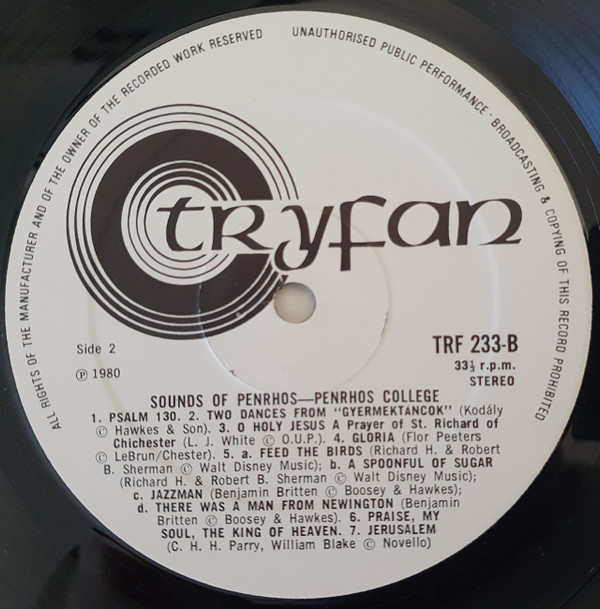 ALL RIGHTS OF THE MANUFACTURER AND OF THE OWNER OF THE RECORDED WORK RESERVED
UNAUTHORISED PUBLIC PERFORMANCE · BROADCASTING & COPYING OF THIS RECORD PROHIBITED
tryfan
Side 2
TRF 233-B
℗ 1980
33⅓ r.p.m.
STEREO
SOUNDS OF PENRHOS—PENRHOS COLLEGE
1. PSALM 130. 2. TWO DANCES FROM "GYERMEKTANCOK" (Kodály
© Hawkes & Son). 3. O HOLY JESUS A Prayer of St. Richard of
Chichester (L. J. White © O.U.P.). 4. GLORIA (Flor Peeters
© LeBrun/Chester). 5. a. FEED THE BIRDS (Richard H. & Robert
B. Sherman © Walt Disney Music); b. A SPOONFUL OF SUGAR
(Richard H. & Robert B. Sherman © Walt Disney Music);
c. JAZZMAN (Benjamin Britten © Boosey & Hawkes);
d. THERE WAS A MAN FROM NEWINGTON (Benjamin
Britten © Boosey & Hawkes). 6. PRAISE, MY
SOUL, THE KING OF HEAVEN. 7. JERUSALEM
(C. H. H. Parry, William Blake © Novello)